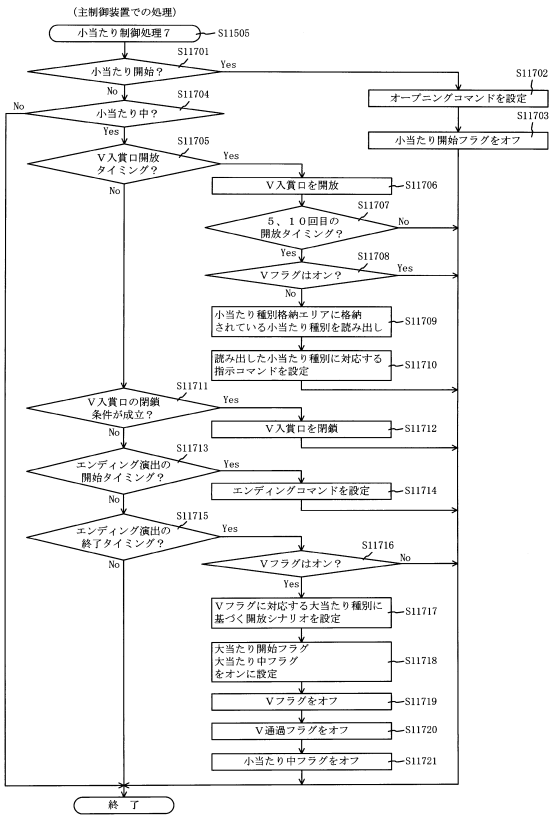 （主制御装置での処理）
小当たり制御処理７
S11505
S11701
小当たり開始？
Yes
No
S11702
オープニングコマンドを設定
S11704
No
小当たり中？
Yes
S11703
小当たり開始フラグをオフ
S11705
Ｖ入賞口開放
タイミング？
Yes
No
Ｖ入賞口を開放
S11706
S11707
５、１０回目の
開放タイミング？
No
Yes
S11708
Ｖフラグはオン？
Yes
No
小当たり種別格納エリアに格納
されている小当たり種別を読み出し
S11709
読み出した小当たり種別に対応する
指示コマンドを設定
S11710
S11711
Ｖ入賞口の閉鎖
条件が成立？
Yes
No
Ｖ入賞口を閉鎖
S11712
S11713
エンディング演出の
開始タイミング？
Yes
No
エンディングコマンドを設定
S11714
S11715
エンディング演出の
終了タイミング？
Yes
No
S11716
Ｖフラグはオン？
No
Yes
Ｖフラグに対応する大当たり種別に
基づく開放シナリオを設定
S11717
大当たり開始フラグ
大当たり中フラグ
をオンに設定
S11718
Ｖフラグをオフ
S11719
Ｖ通過フラグをオフ
S11720
小当たり中フラグをオフ
S11721
終 了